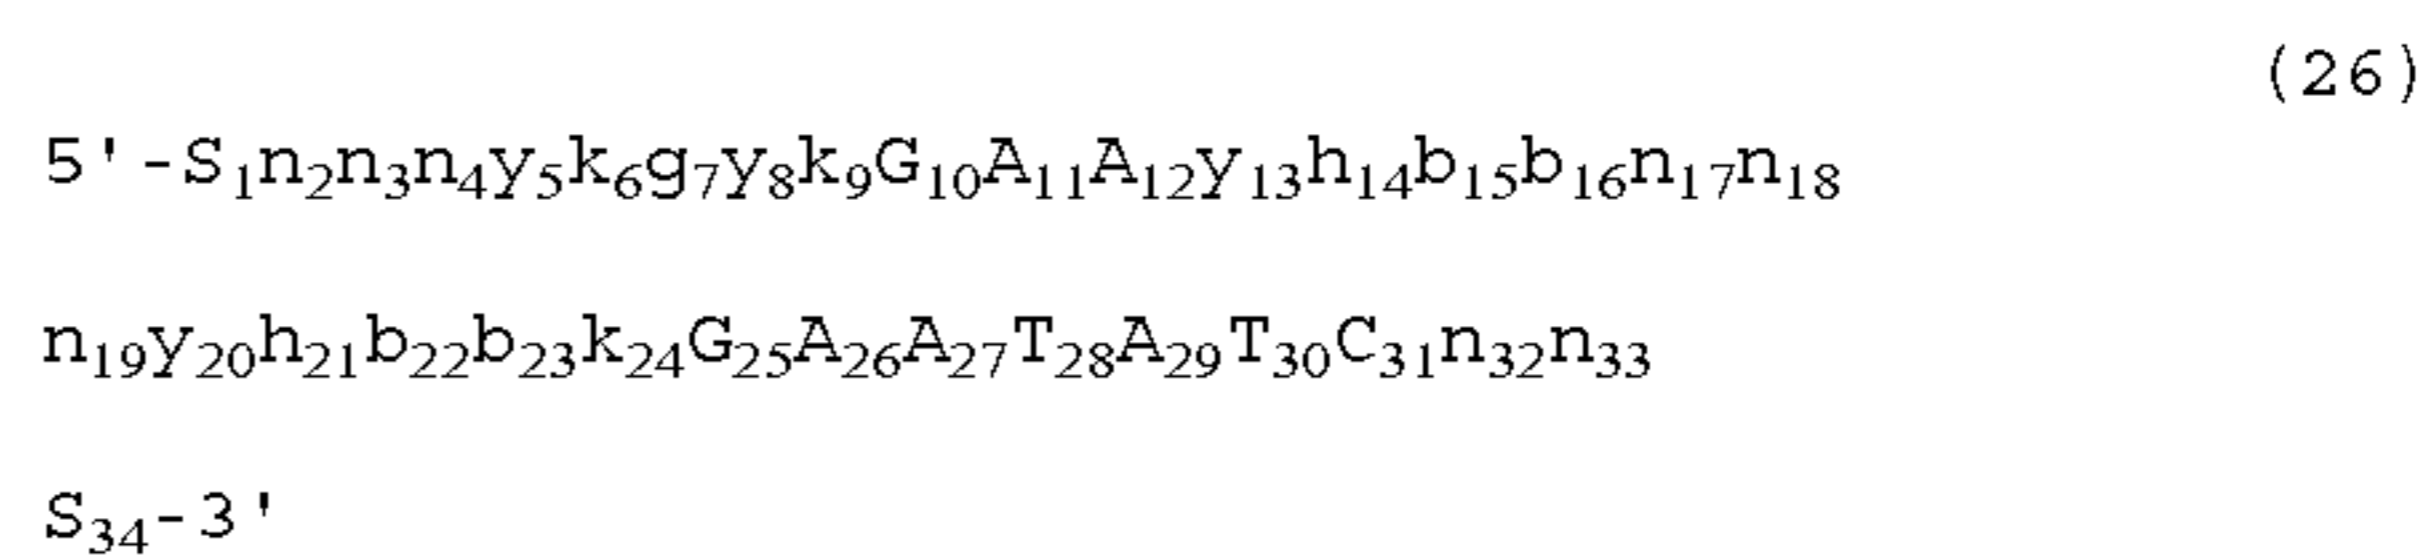 (26)
5'-S₁n₂n₃n₄y₅k₆g₇y₈k₉G₁₀A₁₁A₁₂y₁₃h₁₄b₁₅b₁₆n₁₇n₁₈
n₁₉y₂₀h₂₁b₂₂b₂₃k₂₄G₂₅A₂₆A₂₇T₂₈A₂₉T₃₀C₃₁n₃₂n₃₃
S₃₄-3'